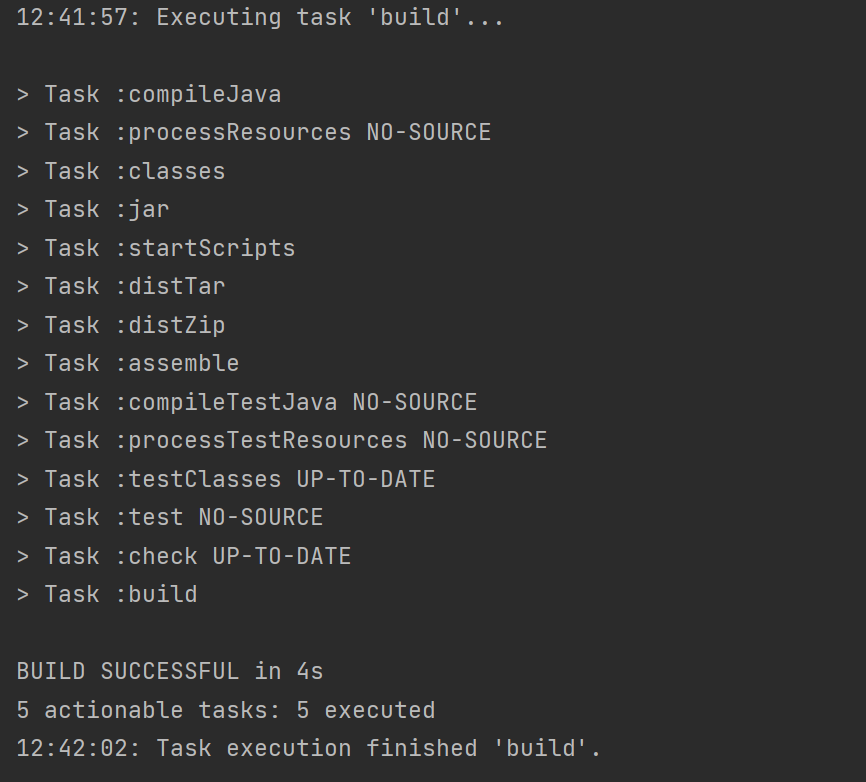 12:41:57: Executing task 'build'...
> Task :compileJava
> Task :processResources NO-SOURCE
> Task :classes
> Task :jar
> Task :startScripts
> Task :distTar
> Task :distZip
> Task :assemble
> Task :compileTestJava NO-SOURCE
> Task :processTestResources NO-SOURCE
> Task :testClasses UP-TO-DATE
> Task :test NO-SOURCE
> Task :check UP-TO-DATE
> Task :build
BUILD SUCCESSFUL in 4s
5 actionable tasks: 5 executed
12:42:02: Task execution finished 'build'.